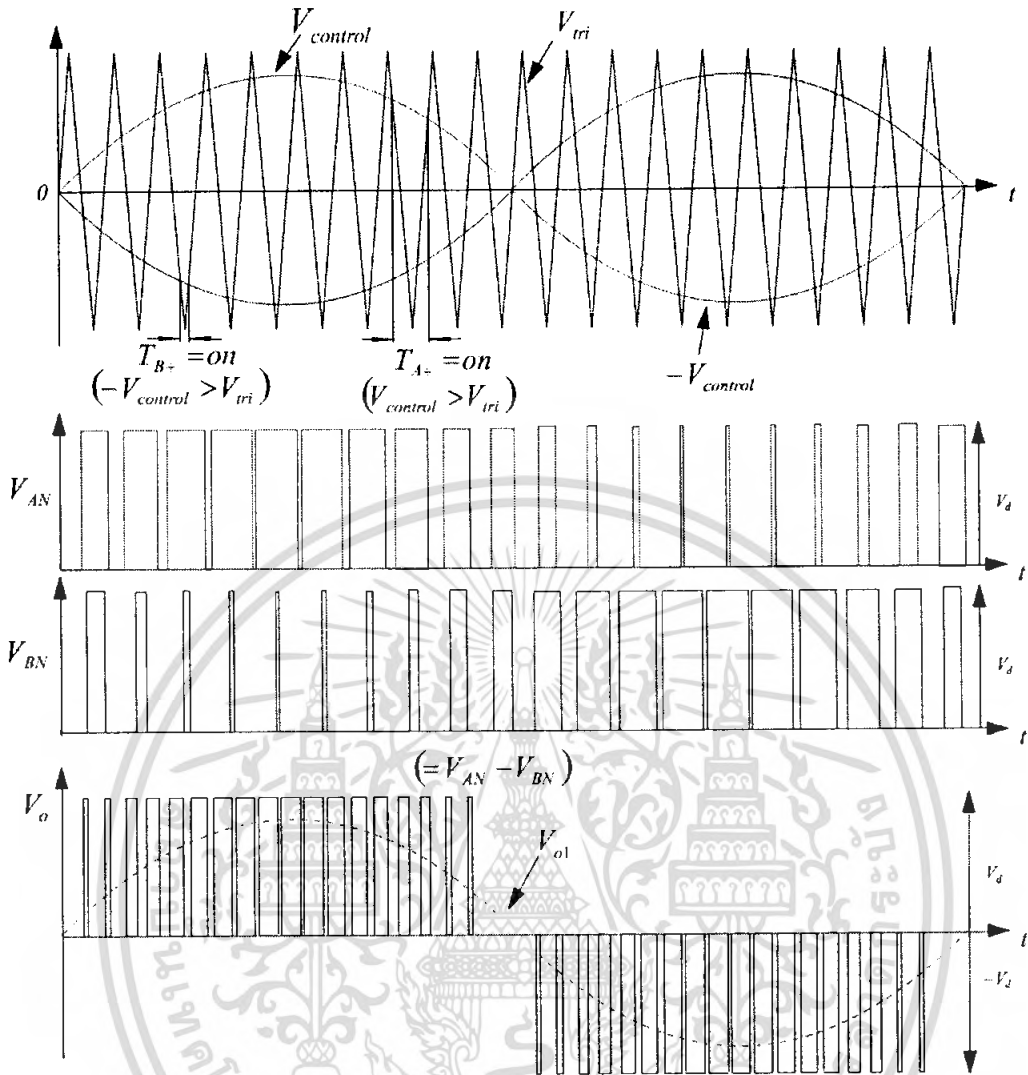 V_control
V_tri
0
t
T_B+ = on
(-V_control > V_tri)
T_A+ = on
(V_control > V_tri)
-V_control
V_AN
V_d
t
V_BN
V_d
t
(= V_AN - V_BN)
V_o
V_o1
V_d
t
-V_d